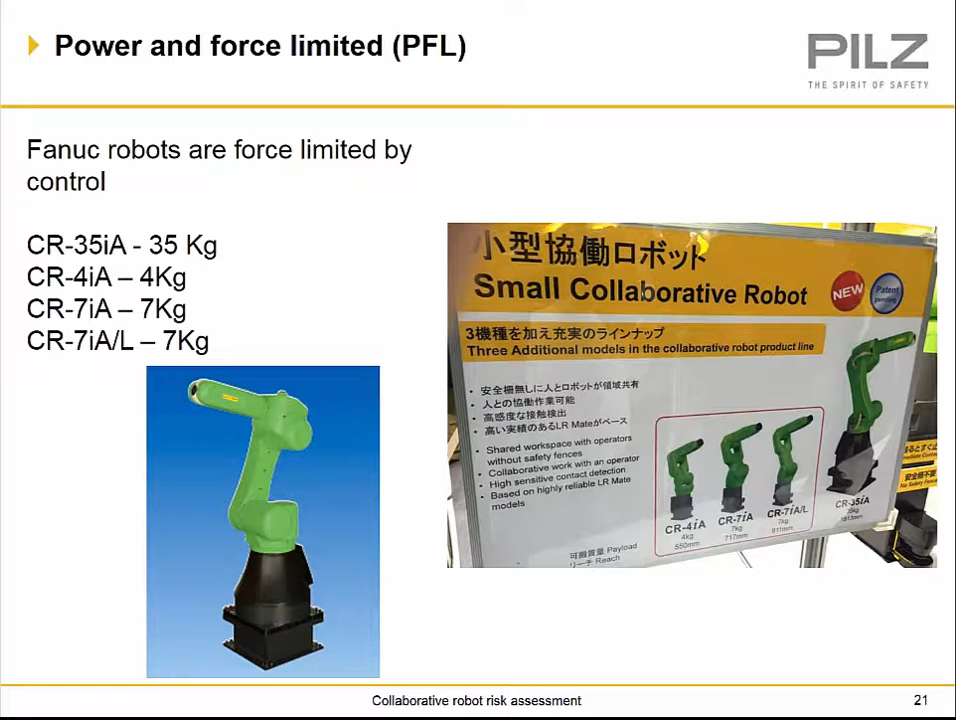 Power and force limited (PFL)
PILZ
THE SPIRIT OF SAFETY
Fanuc robots are force limited by
control
CR-35iA - 35 Kg
CR-4iA – 4Kg
CR-7iA – 7Kg
CR-7iA/L – 7Kg
小型協働ロボット
Small Collaborative Robot
NEW
Patent
pending
3機種を加え充実のラインナップ
Three Additional models in the collaborative robot product line
• 安全柵無しに人とロボットが領域共有
• 人との協働作業可能
• 高感度な接触検出
• 高い実績のあるLR Mateがベース
• Shared workspace with operators
without safety fences
• Collaborative work with an operator
• High sensitive contact detection
• Based on highly reliable LR Mate
models
CR-4iA
4kg
550mm
CR-7iA
7kg
717mm
CR-7iA/L
7kg
911mm
CR-35iA
35kg
1813mm
可搬質量 Payload
リーチ Reach
安全柵不
No Safety Fence
Collaborative robot risk assessment
21